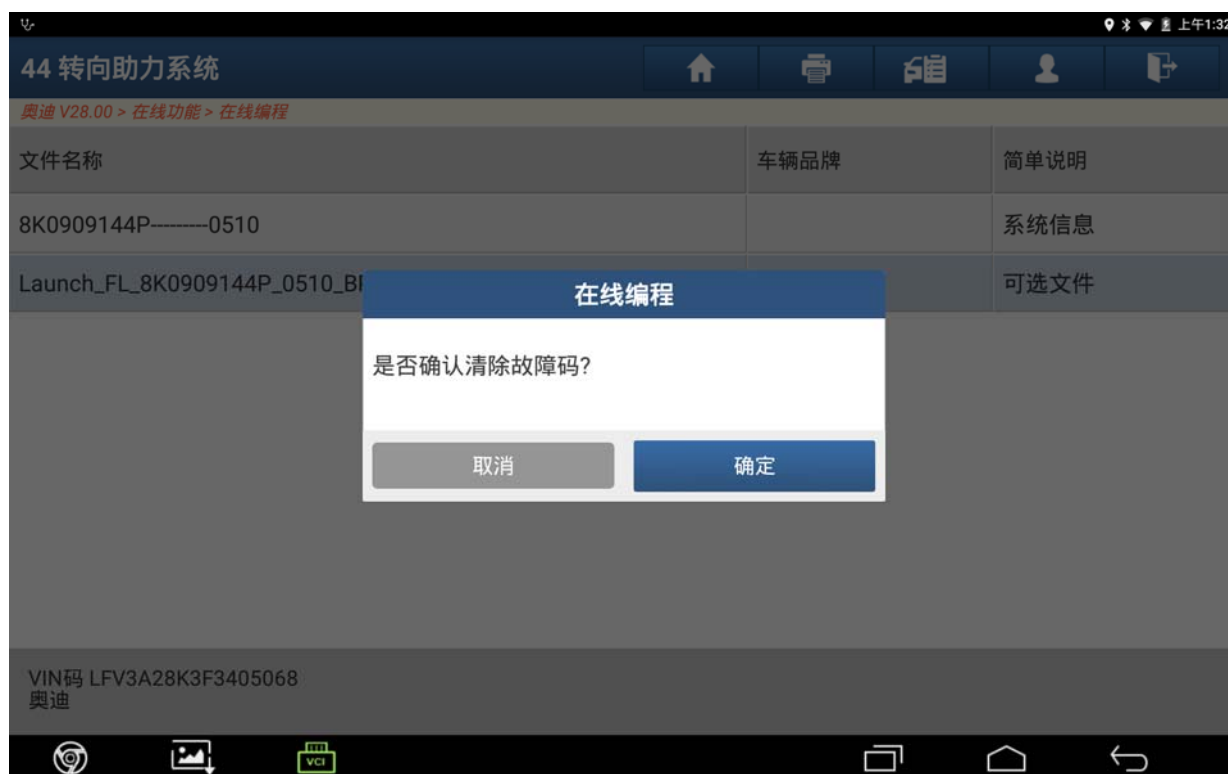 上午1:32
44 转向助力系统
奥迪 V28.00 > 在线功能 > 在线编程
文件名称 车辆品牌 简单说明
8K0909144P---------0510 系统信息
Launch_FL_8K0909144P_0510_BF 可选文件
在线编程
是否确认清除故障码?
取消 确定
VIN码 LFV3A28K3F3405068
奥迪
VCI